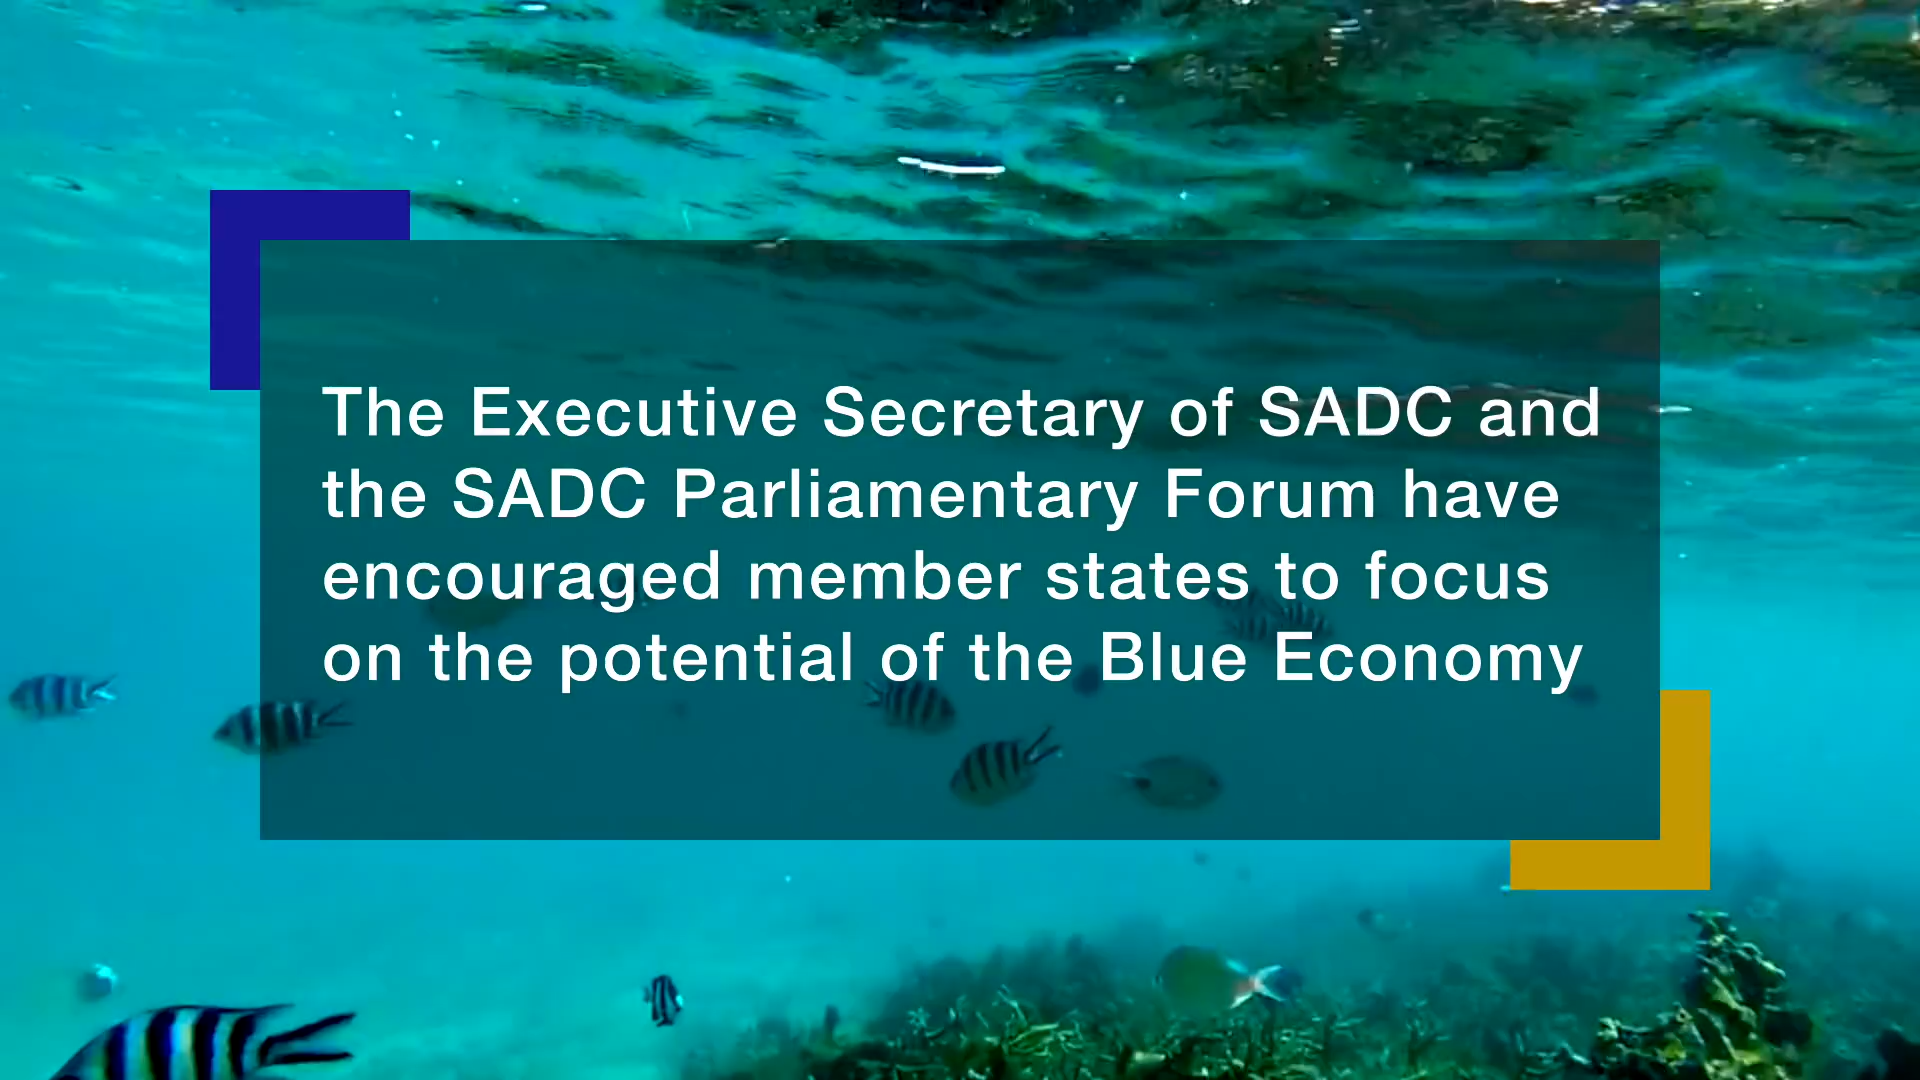 The Executive Secretary of SADC and
the SADC Parliamentary Forum have
encouraged member states to focus
on the potential of the Blue Economy